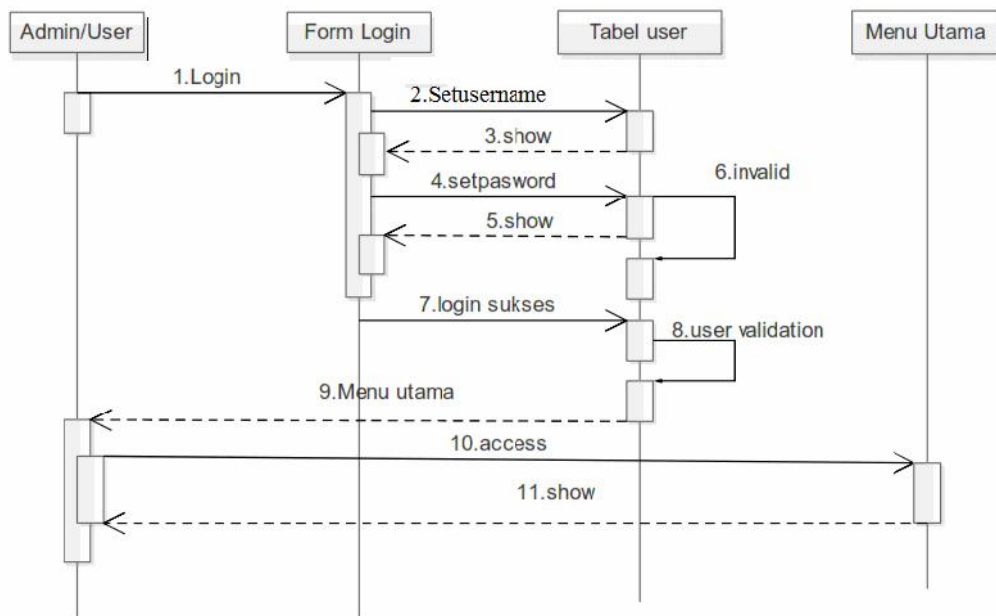 Admin/User
Form Login
Tabel user
Menu Utama
1.Login
2.Setusername
3.show
4.setpasword
6.invalid
5.show
7.login sukses
8.user validation
9.Menu utama
10.access
11.show